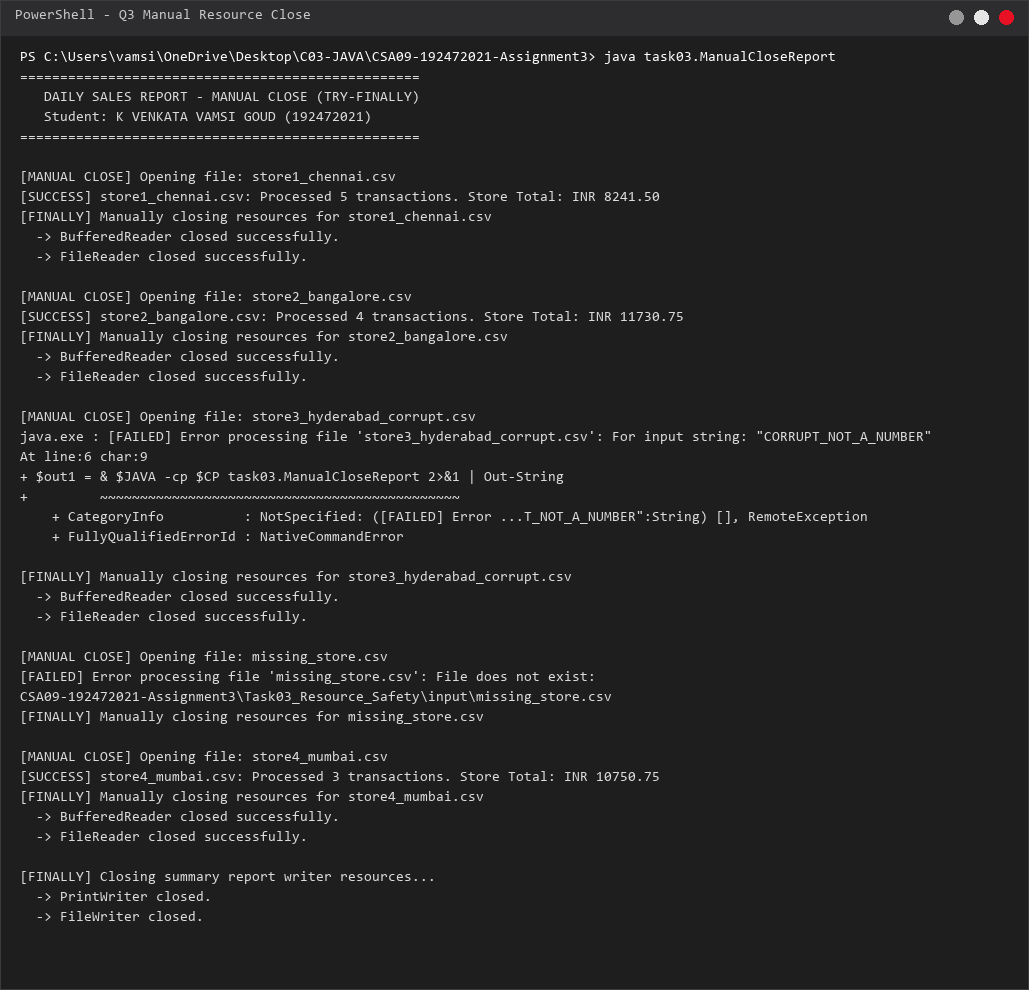 PowerShell - Q3 Manual Resource Close
PS C:\Users\vamsi\OneDrive\Desktop\C03-JAVA\CSA09-192472021-Assignment3> java task03.ManualCloseReport
==================================================
   DAILY SALES REPORT - MANUAL CLOSE (TRY-FINALLY)
   Student: K VENKATA VAMSI GOUD (192472021)
==================================================

[MANUAL CLOSE] Opening file: store1_chennai.csv
[SUCCESS] store1_chennai.csv: Processed 5 transactions. Store Total: INR 8241.50
[FINALLY] Manually closing resources for store1_chennai.csv
  -> BufferedReader closed successfully.
  -> FileReader closed successfully.

[MANUAL CLOSE] Opening file: store2_bangalore.csv
[SUCCESS] store2_bangalore.csv: Processed 4 transactions. Store Total: INR 11730.75
[FINALLY] Manually closing resources for store2_bangalore.csv
  -> BufferedReader closed successfully.
  -> FileReader closed successfully.

[MANUAL CLOSE] Opening file: store3_hyderabad_corrupt.csv
java.exe : [FAILED] Error processing file 'store3_hyderabad_corrupt.csv': For input string: "CORRUPT_NOT_A_NUMBER"
At line:6 char:9
+ $out1 = & $JAVA -cp $CP task03.ManualCloseReport 2>&1 | Out-String
+         ~~~~~~~~~~~~~~~~~~~~~~~~~~~~~~~~~~~~~~~~~~~~~
    + CategoryInfo          : NotSpecified: ([FAILED] Error ...T_NOT_A_NUMBER":String) [], RemoteException
    + FullyQualifiedErrorId : NativeCommandError

[FINALLY] Manually closing resources for store3_hyderabad_corrupt.csv
  -> BufferedReader closed successfully.
  -> FileReader closed successfully.

[MANUAL CLOSE] Opening file: missing_store.csv
[FAILED] Error processing file 'missing_store.csv': File does not exist:
CSA09-192472021-Assignment3\Task03_Resource_Safety\input\missing_store.csv
[FINALLY] Manually closing resources for missing_store.csv

[MANUAL CLOSE] Opening file: store4_mumbai.csv
[SUCCESS] store4_mumbai.csv: Processed 3 transactions. Store Total: INR 10750.75
[FINALLY] Manually closing resources for store4_mumbai.csv
  -> BufferedReader closed successfully.
  -> FileReader closed successfully.

[FINALLY] Closing summary report writer resources...
  -> PrintWriter closed.
  -> FileWriter closed.